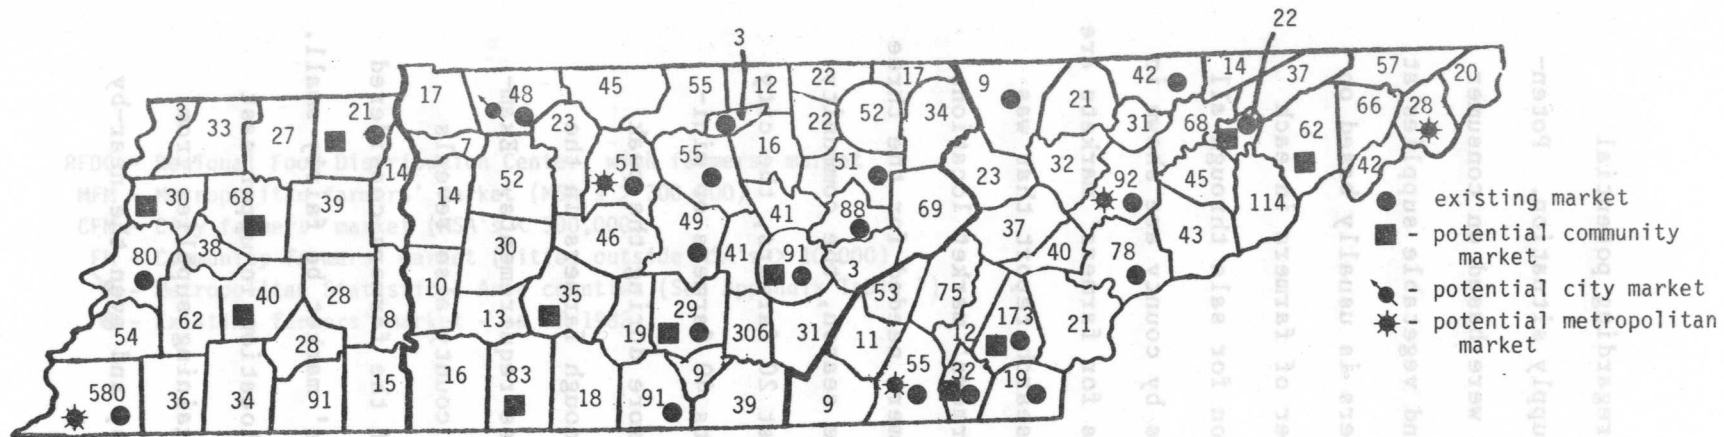 22
3
45 55 12 22 17 9 42 14 37 57 20
17 48
3 33 27 21 23 22 52 34 21 31 68 62 66 28
7 51 55 16 51 32 92 42
14 52 23 45
30 68 39 14 88 69 114
49 41 37 43
38 30 46 41 91 40 78
80 3
10 53 75
40 28 35 29 173
62 13 19 306 31 11 2 21
54 8
28 55 32
580 36 34 91 15 16 83 18 91 9 39 9 19
existing market
potential community
market
potential city market
potential metropolitan
market